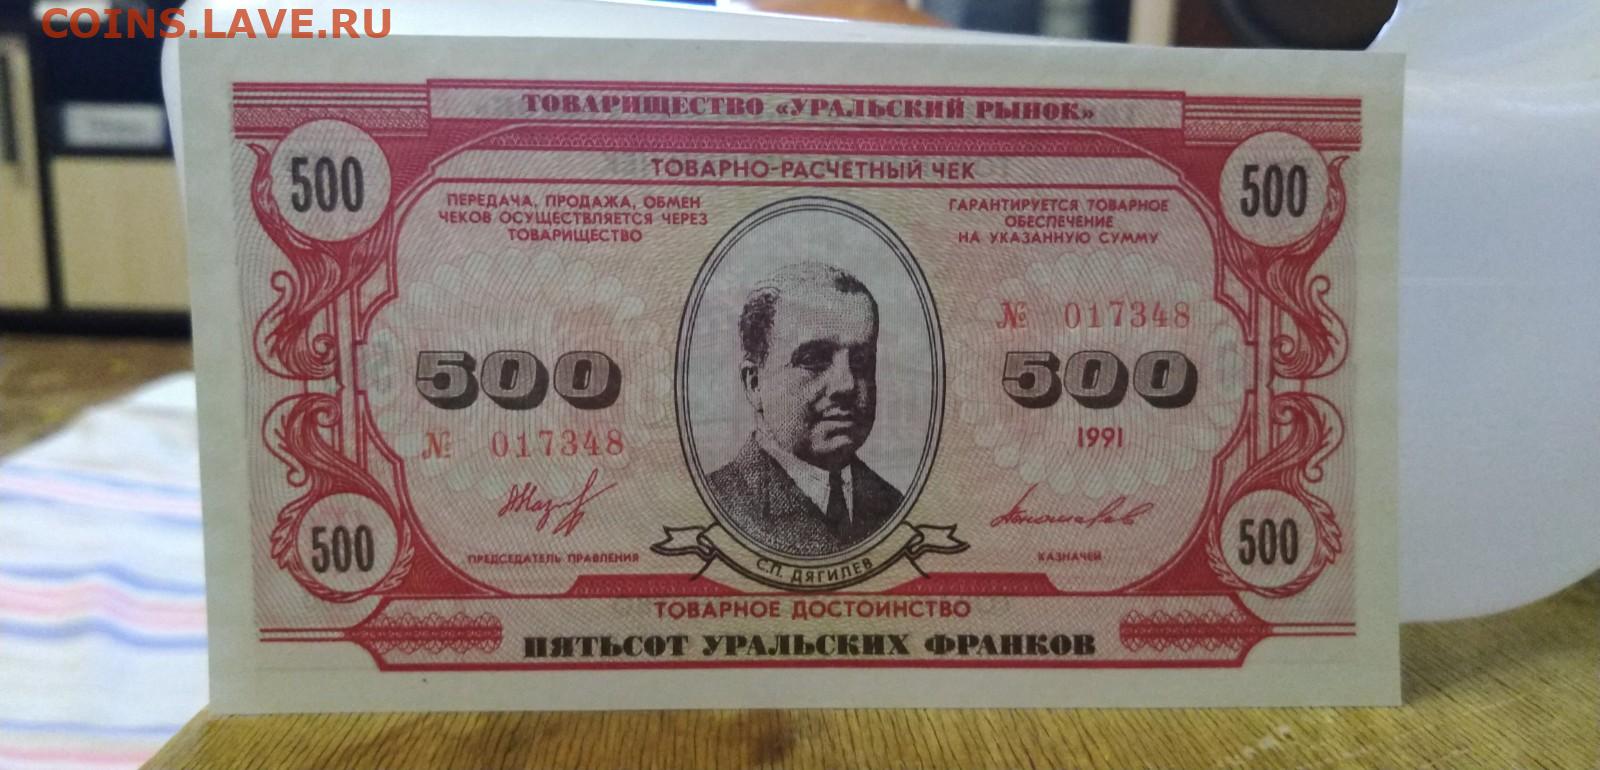 COINS.LAVE.RU
ТОВАРИЩЕСТВО «УРАЛЬСКИЙ РЫНОК»
ТОВАРНО-РАСЧЕТНЫЙ ЧЕК
500
500
ПЕРЕДАЧА, ПРОДАЖА, ОБМЕН
ЧЕКОВ ОСУЩЕСТВЛЯЕТСЯ ЧЕРЕЗ
ТОВАРИЩЕСТВО
ГАРАНТИРУЕТСЯ ТОВАРНОЕ
ОБЕСПЕЧЕНИЕ
НА УКАЗАННУЮ СУММУ
№ 017348
500
500
№ 017348
1991
500
500
ПРЕДСЕДАТЕЛЬ ПРАВЛЕНИЯ
КАЗНАЧЕЙ
С.П. ДЯГИЛЕВ
ТОВАРНОЕ ДОСТОИНСТВО
ПЯТЬСОТ УРАЛЬСКИХ ФРАНКОВ